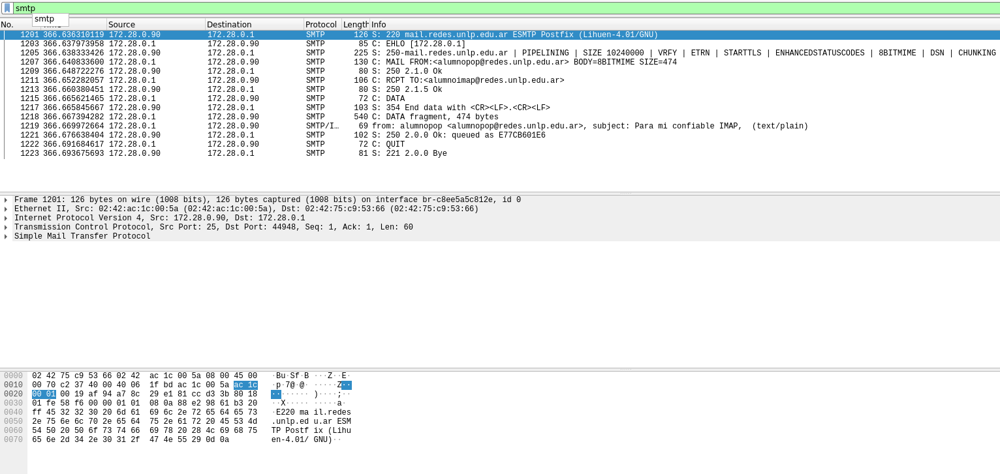 smtp
smtp
No. Source Destination Protocol Length Info
1201 366.636310119 172.28.0.90 172.28.0.1 SMTP 126 S: 220 mail.redes.unlp.edu.ar ESMTP Postfix (Lihuen-4.01/GNU)
1203 366.637973958 172.28.0.1 172.28.0.90 SMTP 85 C: EHLO [172.28.0.1]
1205 366.638333426 172.28.0.90 172.28.0.1 SMTP 225 S: 250-mail.redes.unlp.edu.ar | PIPELINING | SIZE 10240000 | VRFY | ETRN | STARTTLS | ENHANCEDSTATUSCODES | 8BITMIME | DSN | CHUNKING
1207 366.640833600 172.28.0.1 172.28.0.90 SMTP 130 C: MAIL FROM:<alumnopop@redes.unlp.edu.ar> BODY=8BITMIME SIZE=474
1209 366.648722276 172.28.0.90 172.28.0.1 SMTP 80 S: 250 2.1.0 Ok
1211 366.652282057 172.28.0.1 172.28.0.90 SMTP 106 C: RCPT TO:<alumnoimap@redes.unlp.edu.ar>
1213 366.660380451 172.28.0.90 172.28.0.1 SMTP 80 S: 250 2.1.5 Ok
1215 366.665621465 172.28.0.1 172.28.0.90 SMTP 72 C: DATA
1217 366.665845667 172.28.0.90 172.28.0.1 SMTP 103 S: 354 End data with <CR><LF>.<CR><LF>
1218 366.667394282 172.28.0.1 172.28.0.90 SMTP 540 C: DATA fragment, 474 bytes
1219 366.669972664 172.28.0.1 172.28.0.90 SMTP/I… 69 from: alumnopop <alumnopop@redes.unlp.edu.ar>, subject: Para mi confiable IMAP, (text/plain)
1221 366.676638404 172.28.0.90 172.28.0.1 SMTP 102 S: 250 2.0.0 Ok: queued as E77CB601E6
1222 366.691684617 172.28.0.1 172.28.0.90 SMTP 72 C: QUIT
1223 366.693675693 172.28.0.90 172.28.0.1 SMTP 81 S: 221 2.0.0 Bye
Frame 1201: 126 bytes on wire (1008 bits), 126 bytes captured (1008 bits) on interface br-c8ee5a5c812e, id 0
Ethernet II, Src: 02:42:ac:1c:00:5a (02:42:ac:1c:00:5a), Dst: 02:42:75:c9:53:66 (02:42:75:c9:53:66)
Internet Protocol Version 4, Src: 172.28.0.90, Dst: 172.28.0.1
Transmission Control Protocol, Src Port: 25, Dst Port: 44948, Seq: 1, Ack: 1, Len: 60
Simple Mail Transfer Protocol
0000 02 42 75 c9 53 66 02 42 ac 1c 00 5a 08 00 45 00 ·Bu·Sf·B ···Z··E·
0010 00 70 c2 37 40 00 40 06 1f bd ac 1c 00 5a ac 1c ·p·7@·@· ·····Z··
0020 00 01 00 19 af 94 a7 8c 29 e1 81 cc d3 3b 80 18 ········ )····;··
0030 01 fe 58 f6 00 00 01 01 08 0a 88 e2 98 61 b3 20 ··X····· ·····a·
0040 ff 45 32 32 30 20 6d 61 69 6c 2e 72 65 64 65 73 ·E220 ma il.redes
0050 2e 75 6e 6c 70 2e 65 64 75 2e 61 72 20 45 53 4d .unlp.ed u.ar ESM
0060 54 50 20 50 6f 73 74 66 69 78 20 28 4c 69 68 75 TP Postf ix (Lihu
0070 65 6e 2d 34 2e 30 31 2f 47 4e 55 29 0d 0a en-4.01/ GNU)··